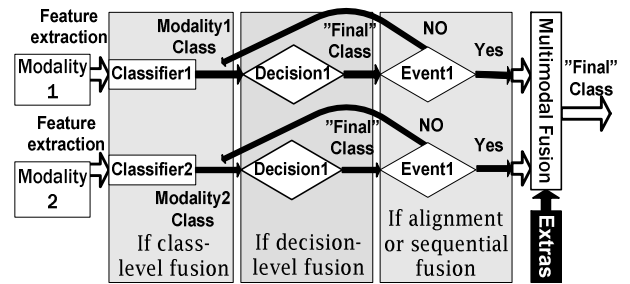 Feature
extraction
Modality1
Class
"Final"
Class
NO
Yes
Modality
1
Classifier1
Decision1
Event1
Multimodal Fusion
"Final"
Class
Feature
extraction
"Final"
Class
NO
Yes
Modality
2
Classifier2
Decision1
Event1
Modality2
Class
If class-
level fusion
If decision-
level fusion
If alignment
or sequential
fusion
Extras